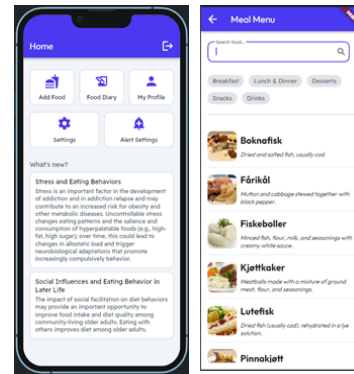 Home
Add Food
Food Diary
My Profile
Settings
Alert Settings
What's new?
Stress and Eating Behaviors
Stress is an important factor in the development
of addiction and in addiction relapse and may
contribute to an increased risk for obesity and
other metabolic diseases. Uncontrollable stress
changes eating patterns and the salience and
consumption of hyperpalatable foods (e.g., high-
fat, high sugar); over time, this could lead to
changes in allostatic load and trigger
neurobiological adaptations that promote
increasingly compulsively behavior.
Social Influences and Eating Behavior in
Later Life
The impact of social facilitation on diet behaviors
may provide an important opportunity to
improve food intake and diet quality among
community-living older adults. Eating with
others improves diet among older adults.
Meal Menu
Search food...
Breakfast
Lunch & Dinner
Desserts
Snacks
Drinks
Boknafisk
Dried and salted fish, usually cod.
Fårikål
Mutton and cabbage stewed together with
black pepper.
Fiskeboller
Minced fish, flour, milk, and seasonings with
creamy white sauce.
Kjøttkaker
Meatballs made with a mixture of ground
meat, flour, and seasonings.
Lutefisk
Dried fish (usually cod), rehydrated in a lye
solution.
Pinnakjøtt